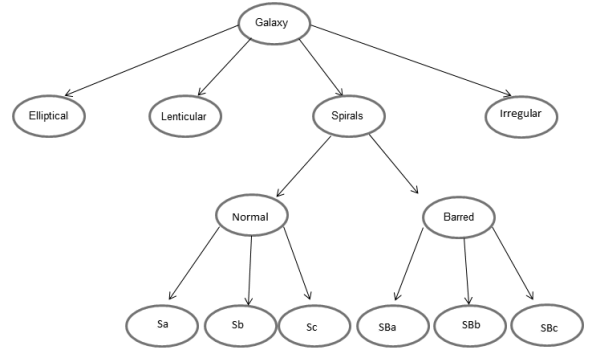 Galaxy
Elliptical
Lenticular
Spirals
Irregular
Normal
Barred
Sa
Sb
Sc
SBa
SBb
SBc